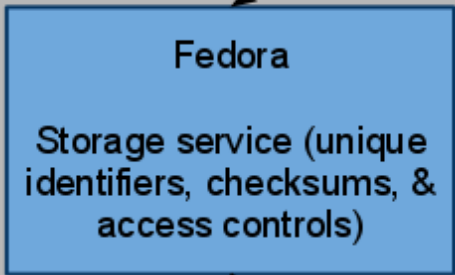 Fedora
Storage service (unique
identifiers, checksums, &
access controls)